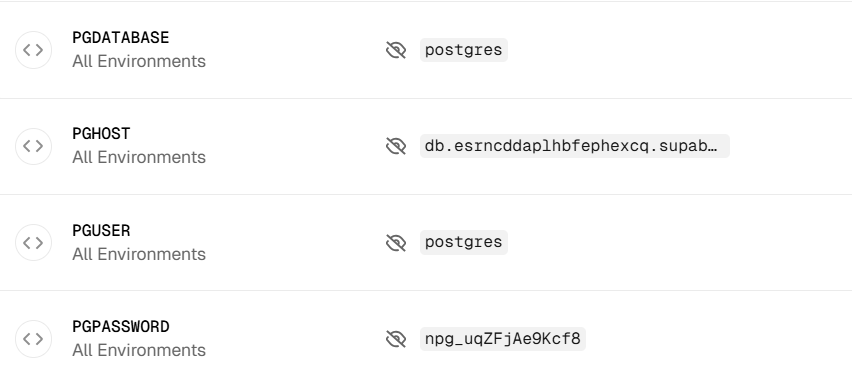 PGDATABASE
All Environments
postgres
PGHOST
All Environments
db.esrncddaplhbfephexcq.supab…
PGUSER
All Environments
postgres
PGPASSWORD
All Environments
npg_uqZFjAe9Kcf8